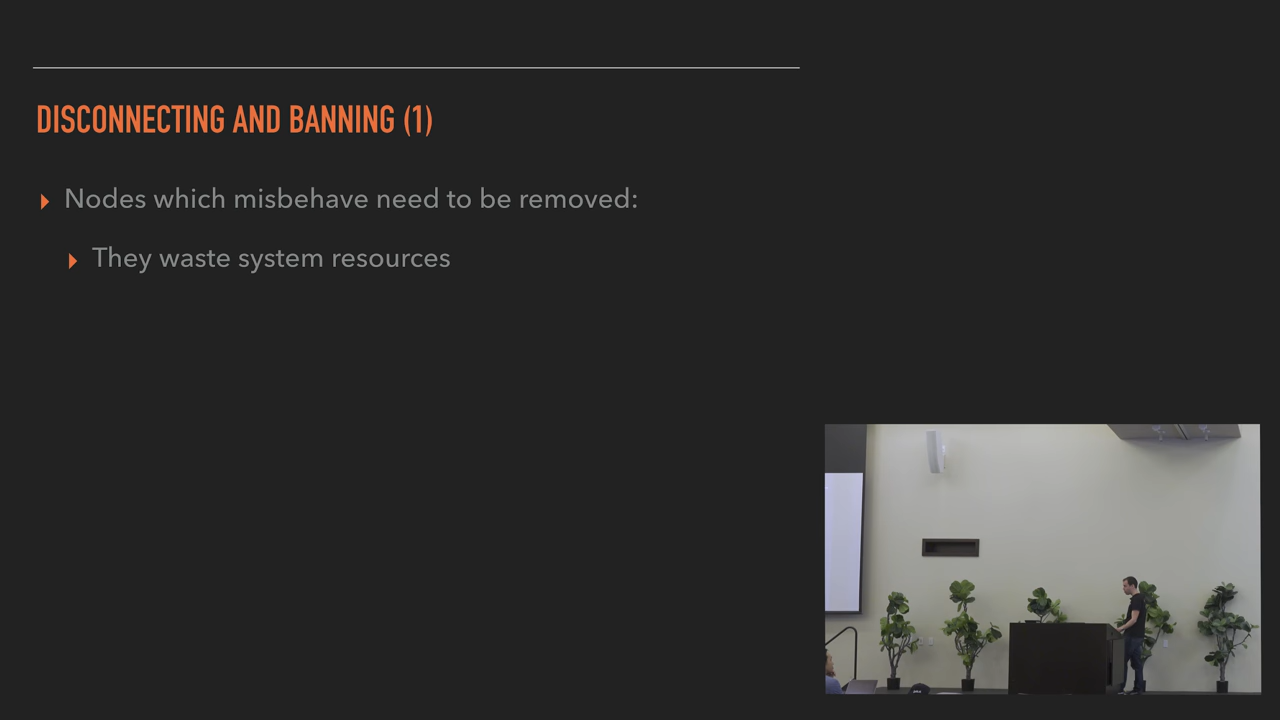 DISCONNECTING AND BANNING (1)
Nodes which misbehave need to be removed:
They waste system resources